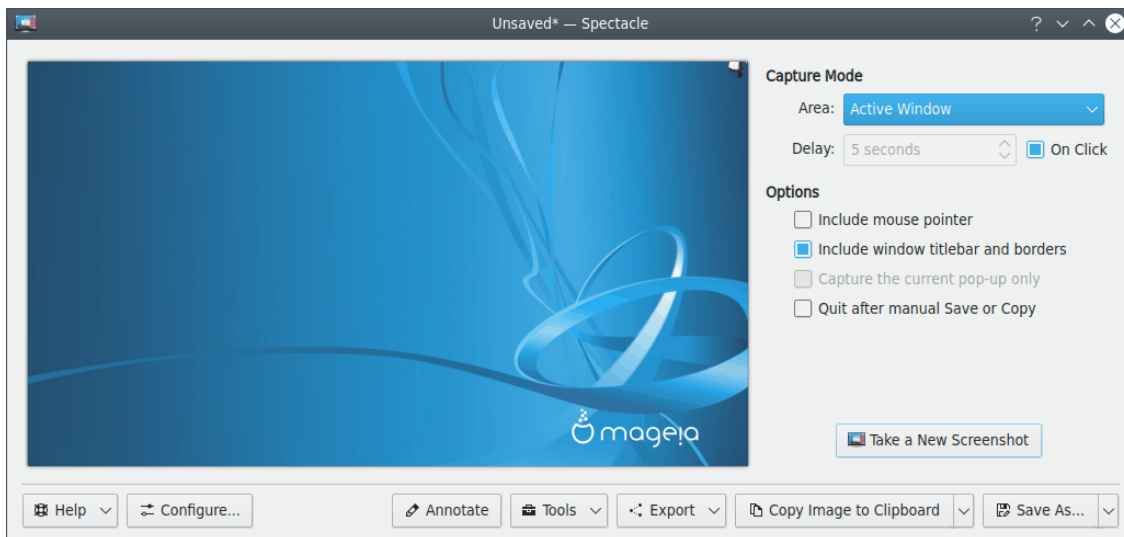 Unsaved* — Spectacle
Capture Mode
Area: Active Window
Delay: 5 seconds On Click
Options
Include mouse pointer
Include window titlebar and borders
Capture the current pop-up only
Quit after manual Save or Copy
mageia
Take a New Screenshot
Help Configure... Annotate Tools Export Copy Image to Clipboard Save As...